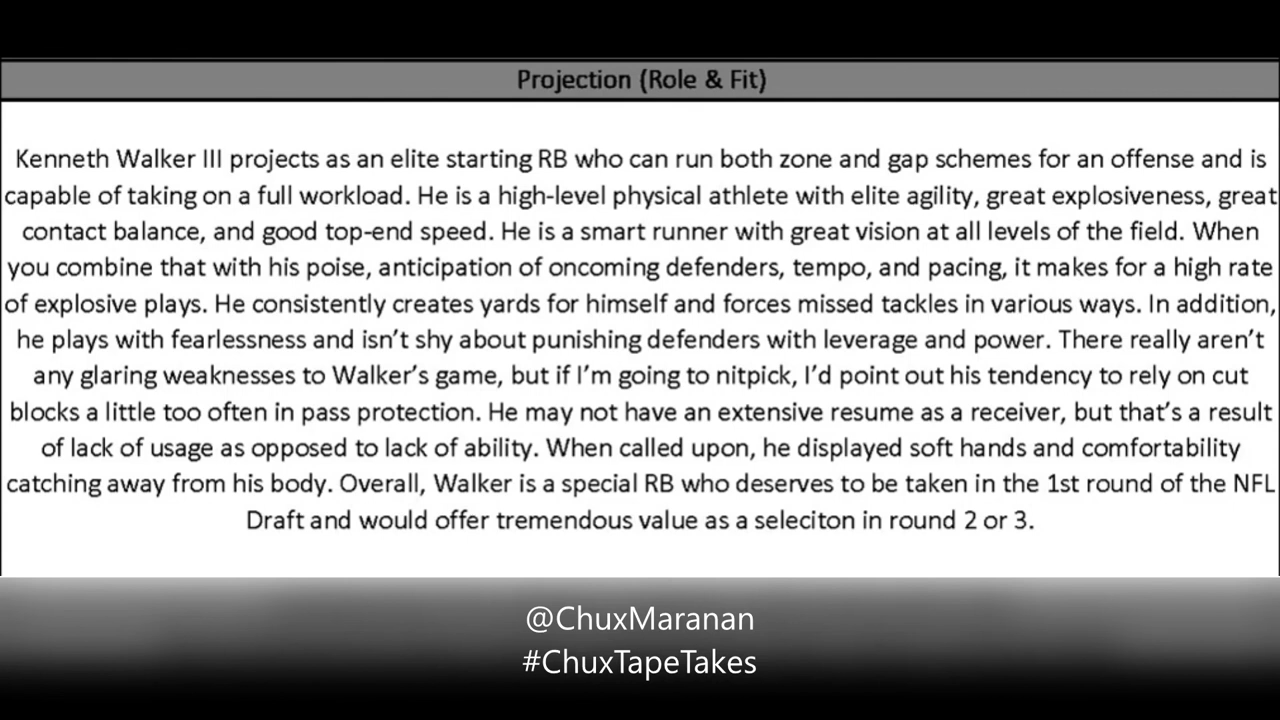 Projection (Role & Fit)
Kenneth Walker III projects as an elite starting RB who can run both zone and gap schemes for an offense and is
capable of taking on a full workload. He is a high-level physical athlete with elite agility, great explosiveness, great
contact balance, and good top-end speed. He is a smart runner with great vision at all levels of the field. When
you combine that with his poise, anticipation of oncoming defenders, tempo, and pacing, it makes for a high rate
of explosive plays. He consistently creates yards for himself and forces missed tackles in various ways. In addition,
he plays with fearlessness and isn’t shy about punishing defenders with leverage and power. There really aren’t
any glaring weaknesses to Walker’s game, but if I’m going to nitpick, I’d point out his tendency to rely on cut
blocks a little too often in pass protection. He may not have an extensive resume as a receiver, but that’s a result
of lack of usage as opposed to lack of ability. When called upon, he displayed soft hands and comfortability
catching away from his body. Overall, Walker is a special RB who deserves to be taken in the 1st round of the NFL
Draft and would offer tremendous value as a seleciton in round 2 or 3.
@ChuxMaranan
#ChuxTapeTakes